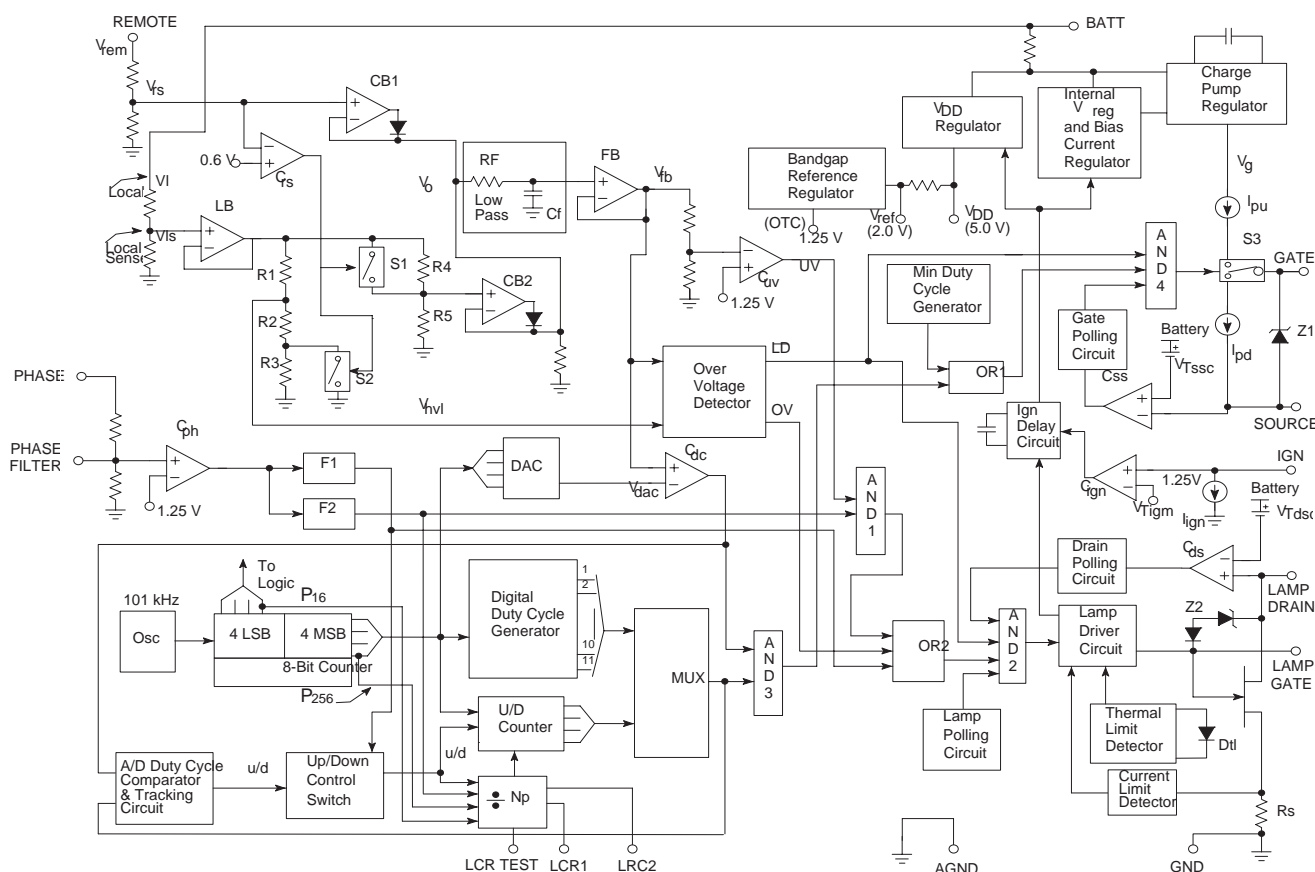 REMOTE
Vrem
Vrs
CB1
BATT
Charge
Pump
Regulator
VDD
Regulator
Internal
V reg
and Bias
Current Regulator
0.6 V
Crs
RF
Low
Pass
Cf
FB
Vfb
Bandgap
Reference
Regulator
Vg
Vo
Vl
Local
LB
Vls
Local
Sense
(OTC)
1.25 V
Vref
(2.0 V)
VDD
(5.0 V)
Ipu
S3
GATE
R1
S1
R4
CB2
R2
R5
R3
S2
Cuv
UV
1.25 V
Min Duty
Cycle
Generator
A
N
D
4
Gate
Polling
Circuit
Battery
VTssc
Ipd
Z1
Css
SOURCE
PHASE
Vhvl
Over
Voltage
Detector
LD
OV
OR1
Ign
Delay
Circuit
PHASE
FILTER
Cph
1.25 V
F1
F2
DAC
Vdac
Cdc
A
N
D
1
IGN
Cign
VTigm
1.25V
Iign
Battery
VTdsc
To
Logic
P16
101 kHz
Osc
4 LSB
4 MSB
8-Bit Counter
P256
Digital
Duty Cycle
Generator
1
2
10
11
MUX
A
N
D
3
OR2
A
N
D
2
Drain
Polling
Circuit
Cds
LAMP
DRAIN
Z2
Lamp
Driver
Circuit
LAMP
GATE
U/D
Counter
Lamp
Polling
Circuit
Thermal
Limit
Detector
Dtl
A/D Duty Cycle
Comparator
& Tracking
Circuit
u/d
Up/Down
Control
Switch
u/d
÷ Np
Current
Limit
Detector
Rs
LCR TEST
LCR1
LRC2
AGND
GND